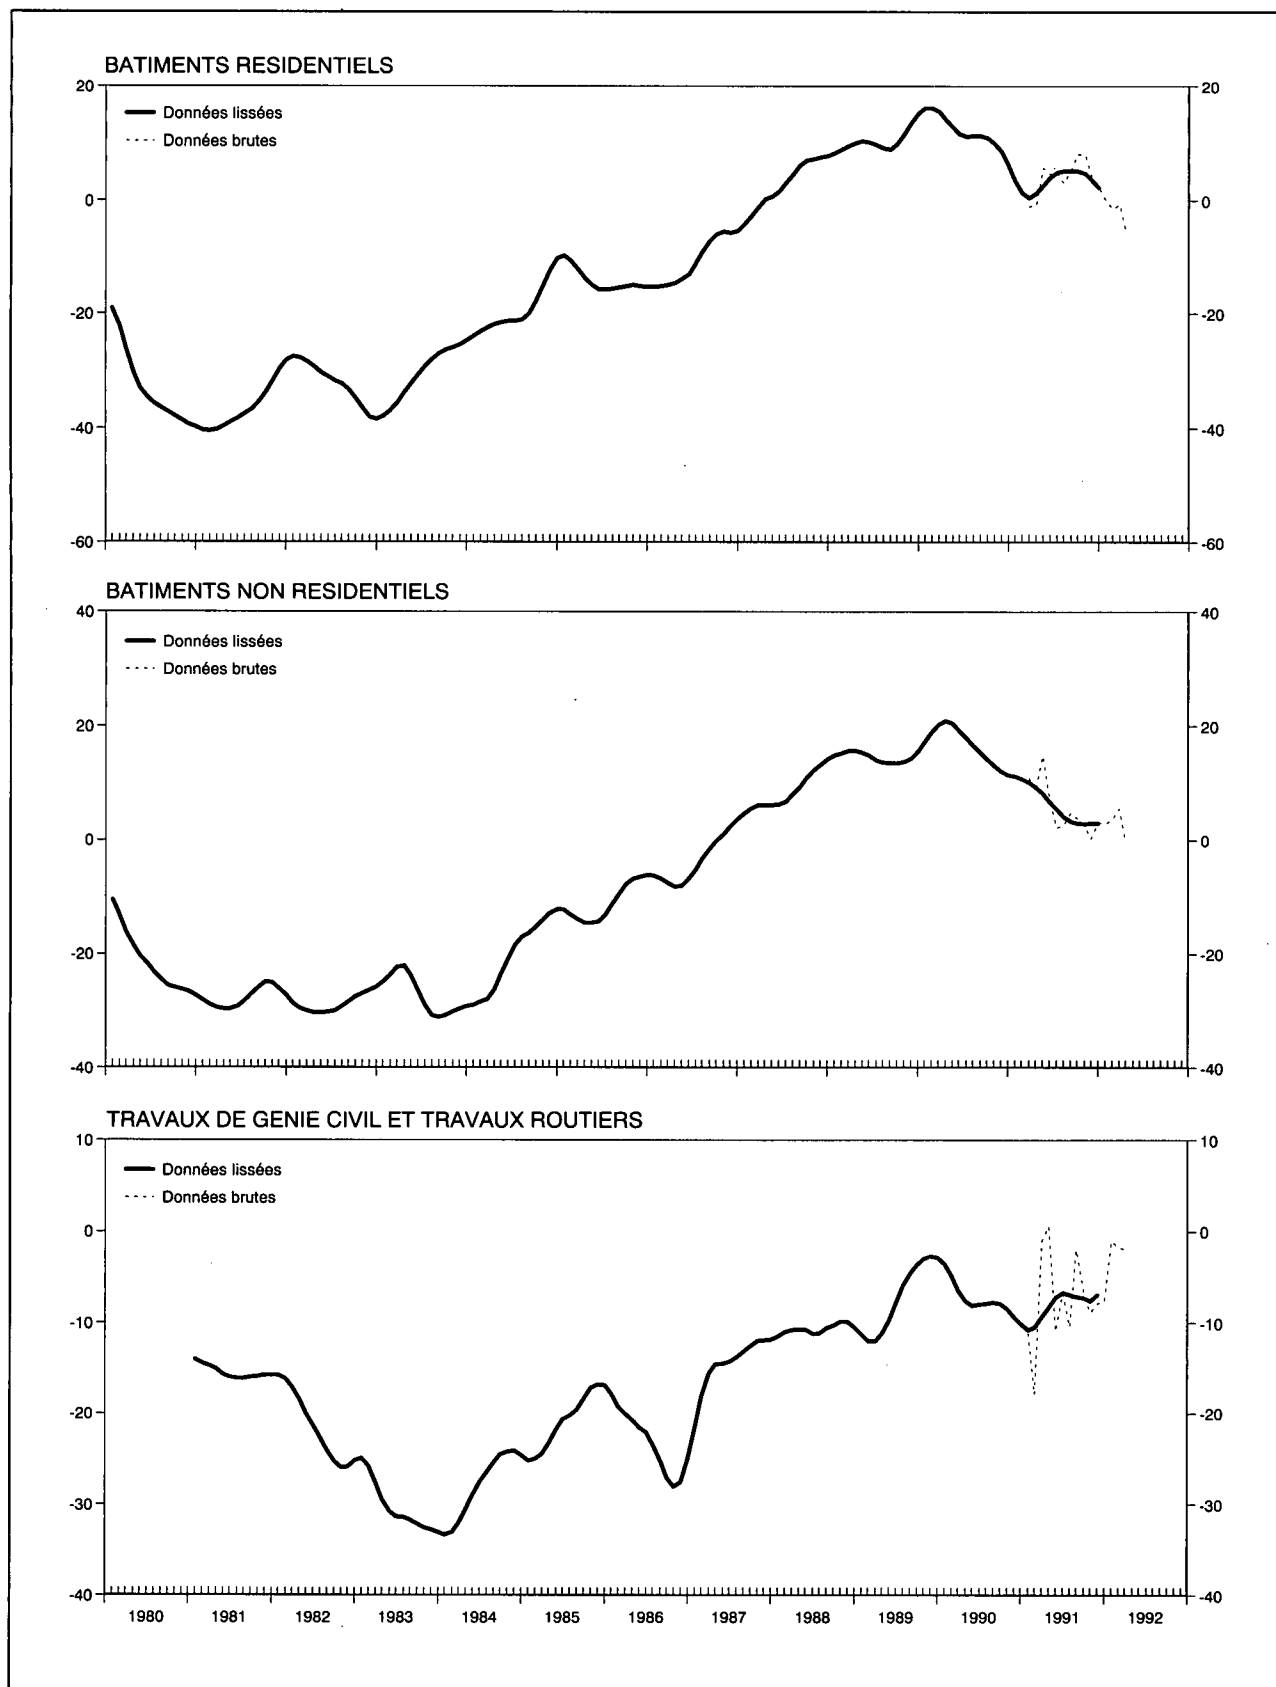 BATIMENTS RESIDENTIELS
20 20
Données lissées
Données brutes
0 0
-20 -20
-40 -40
-60 -60
BATIMENTS NON RESIDENTIELS
40 40
Données lissées
Données brutes
20 20
0 0
-20 -20
-40 -40
TRAVAUX DE GENIE CIVIL ET TRAVAUX ROUTIERS
10 10
Données lissées
Données brutes
0 0
-10 -10
-20 -20
-30 -30
-40 -40
1980 1981 1982 1983 1984 1985 1986 1987 1988 1989 1990 1991 1992